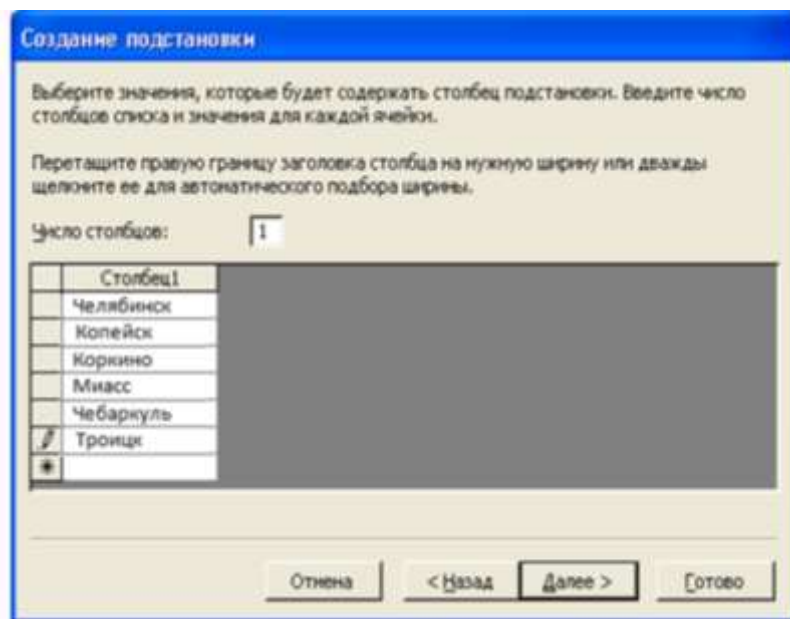 Создание подстановки
Выберите значения, которые будет содержать столбец подстановки. Введите число
столбцов списка и значения для каждой ячейки.
Перетащите правую границу заголовка столбца на нужную ширину или дважды
щелкните ее для автоматического подбора ширины.
Число столбцов: 1
Столбец1
Челябинск
Копейск
Коркино
Миасс
Чебаркуль
Троицк
Отмена < Назад Далее > Готово